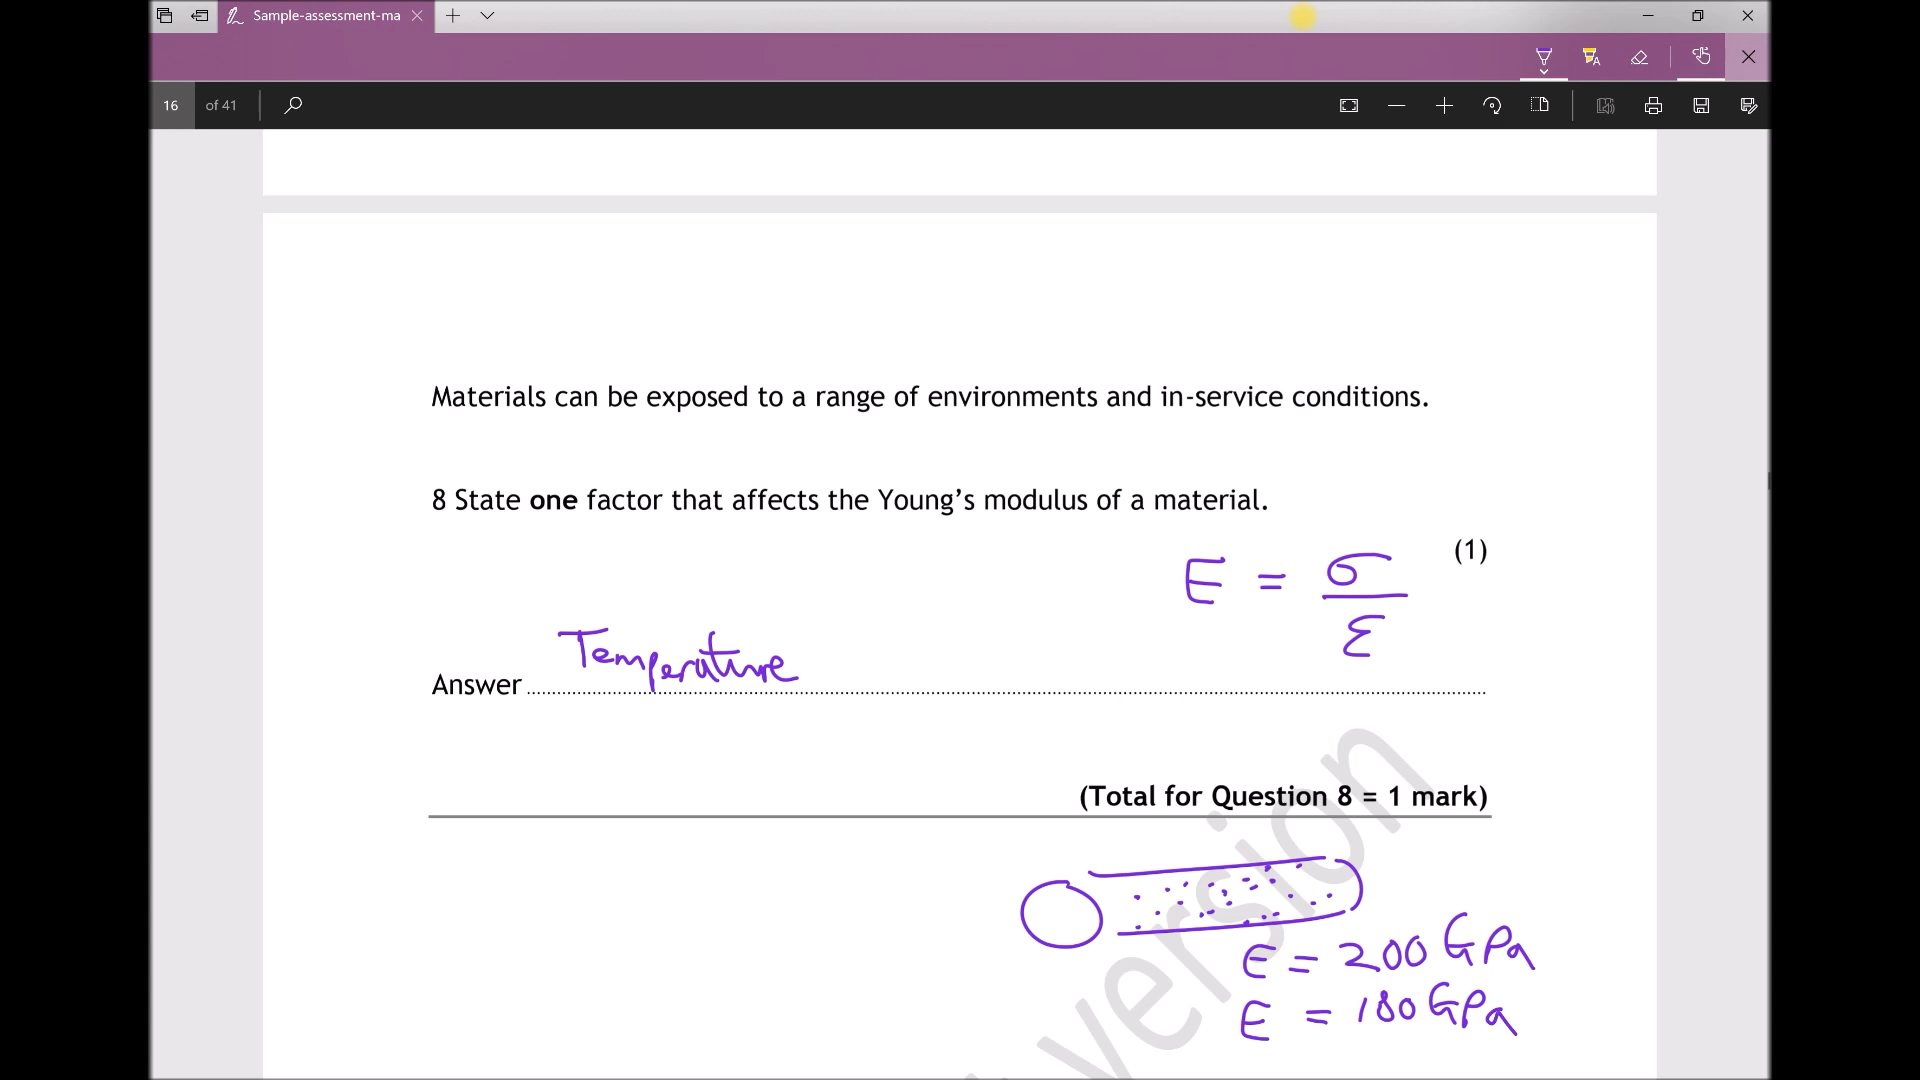 Sample-assessment-ma
16 of 41
Materials can be exposed to a range of environments and in-service conditions.
8 State one factor that affects the Young’s modulus of a material.
(1)
E = σ
ε
Temperature
Answer
(Total for Question 8 = 1 mark)
E = 200 GPa
E = 180 GPa
version